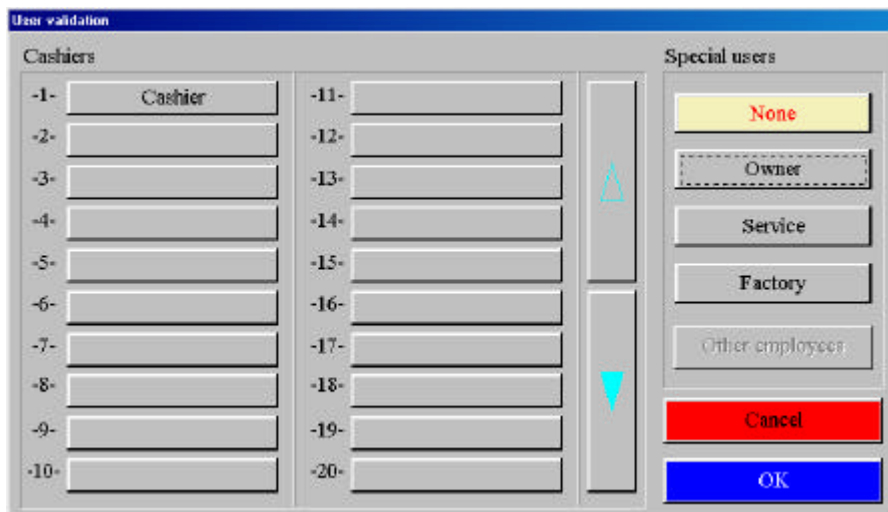 User validation
Cashiers
-1- Cashier
-2-
-3-
-4-
-5-
-6-
-7-
-8-
-9-
-10-
-11-
-12-
-13-
-14-
-15-
-16-
-17-
-18-
-19-
-20-
Special users
None
Owner
Service
Factory
Other employees
Cancel
OK